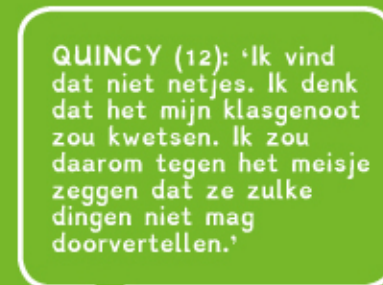 QUINCY (12): ‘Ik vind
dat niet netjes. Ik denk
dat het mijn klasgenoot
zou kwetsen. Ik zou
daarom tegen het meisje
zeggen dat ze zulke
dingen niet mag
doorvertellen.’